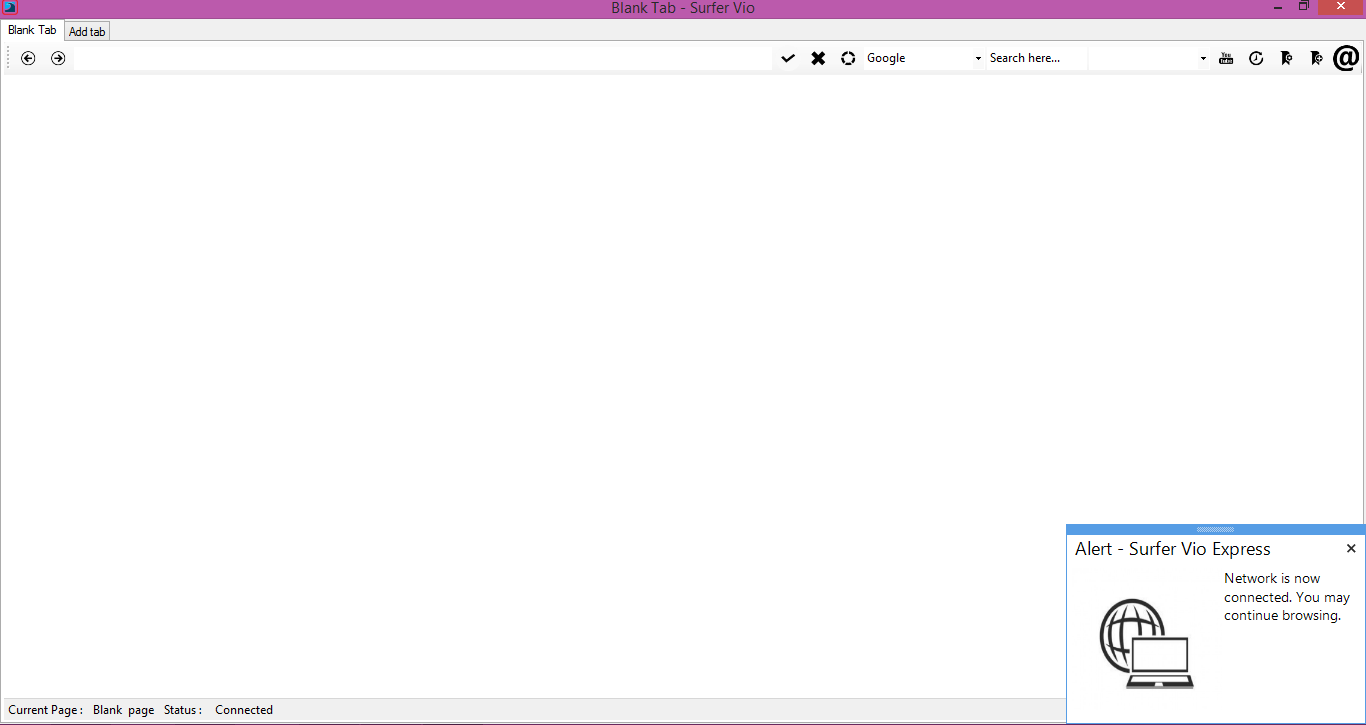 Blank Tab - Surfer Vio
Blank Tab Add tab
Google Search here... You Tube @
Alert - Surfer Vio Express
Network is now
connected. You may
continue browsing.
Current Page : Blank page Status : Connected